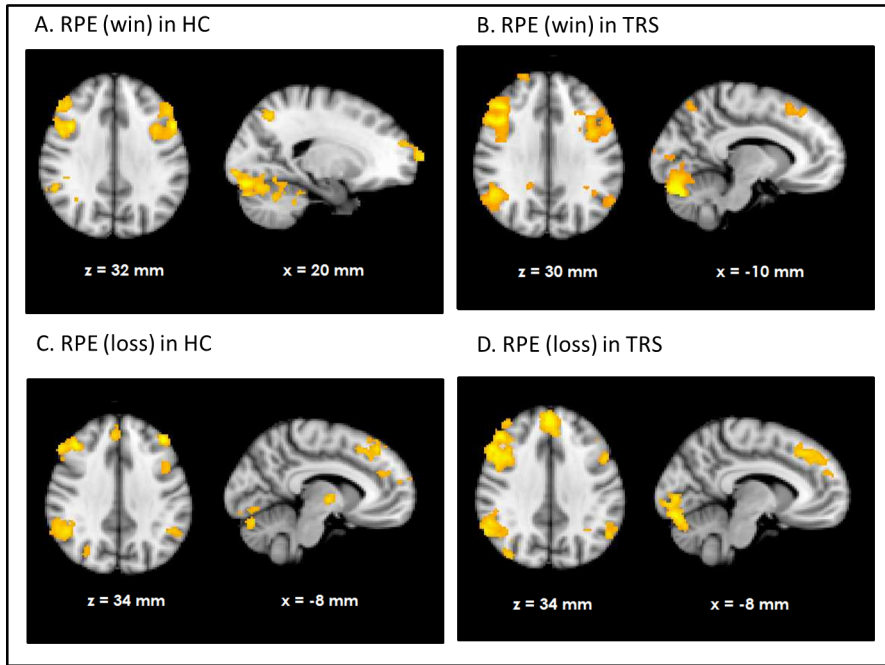 A. RPE (win) in HC
z = 32 mm
x = 20 mm
B. RPE (win) in TRS
z = 30 mm
x = -10 mm
C. RPE (loss) in HC
z = 34 mm
x = -8 mm
D. RPE (loss) in TRS
z = 34 mm
x = -8 mm